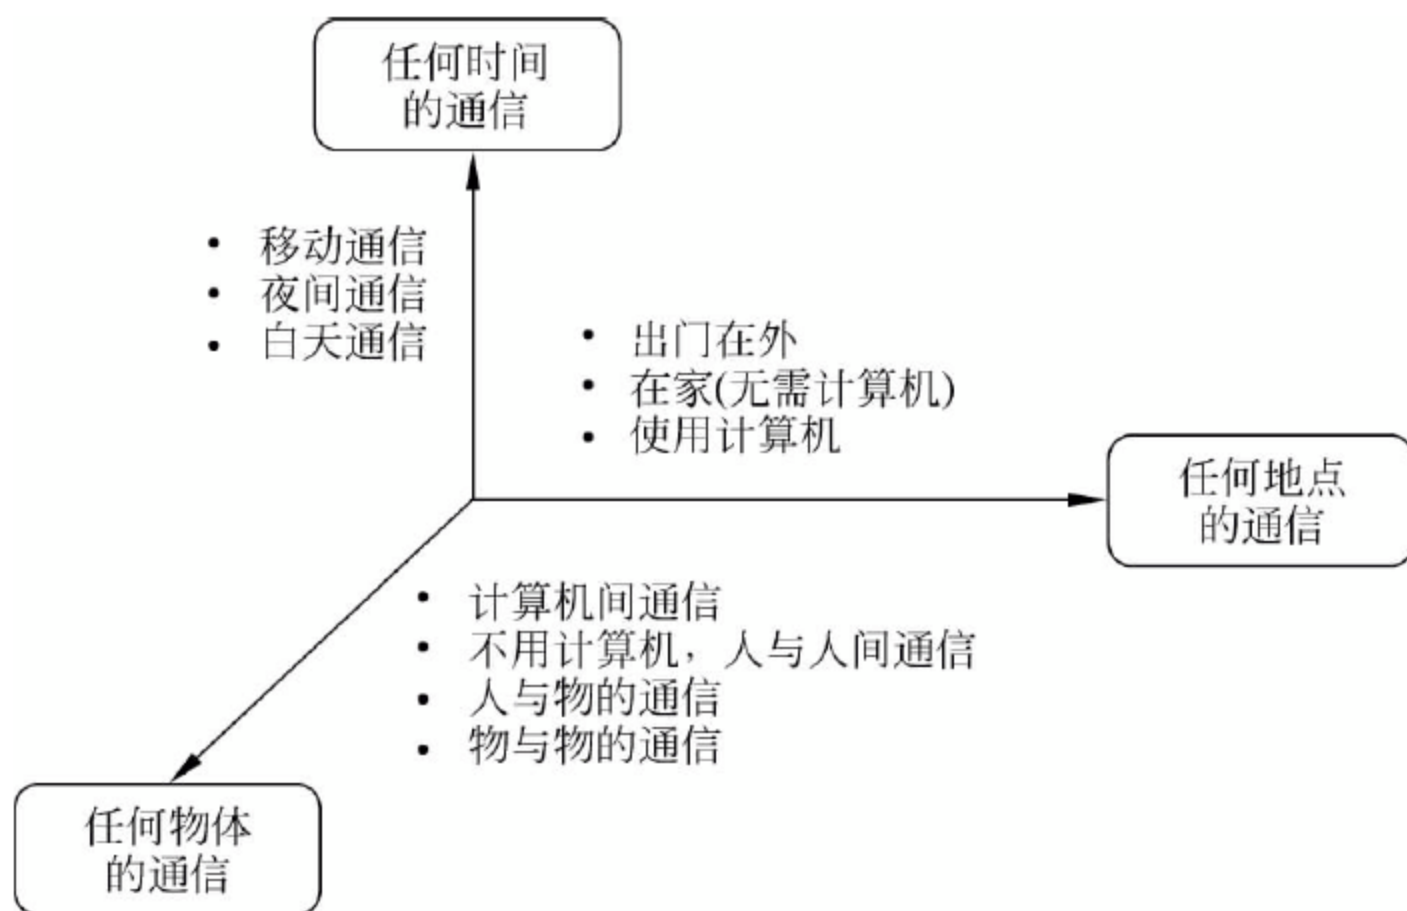 任何时间
的通信
• 移动通信
• 夜间通信
• 白天通信
• 出门在外
• 在家(无需计算机)
• 使用计算机
任何地点
的通信
• 计算机间通信
• 不用计算机，人与人间通信
• 人与物的通信
• 物与物的通信
任何物体
的通信